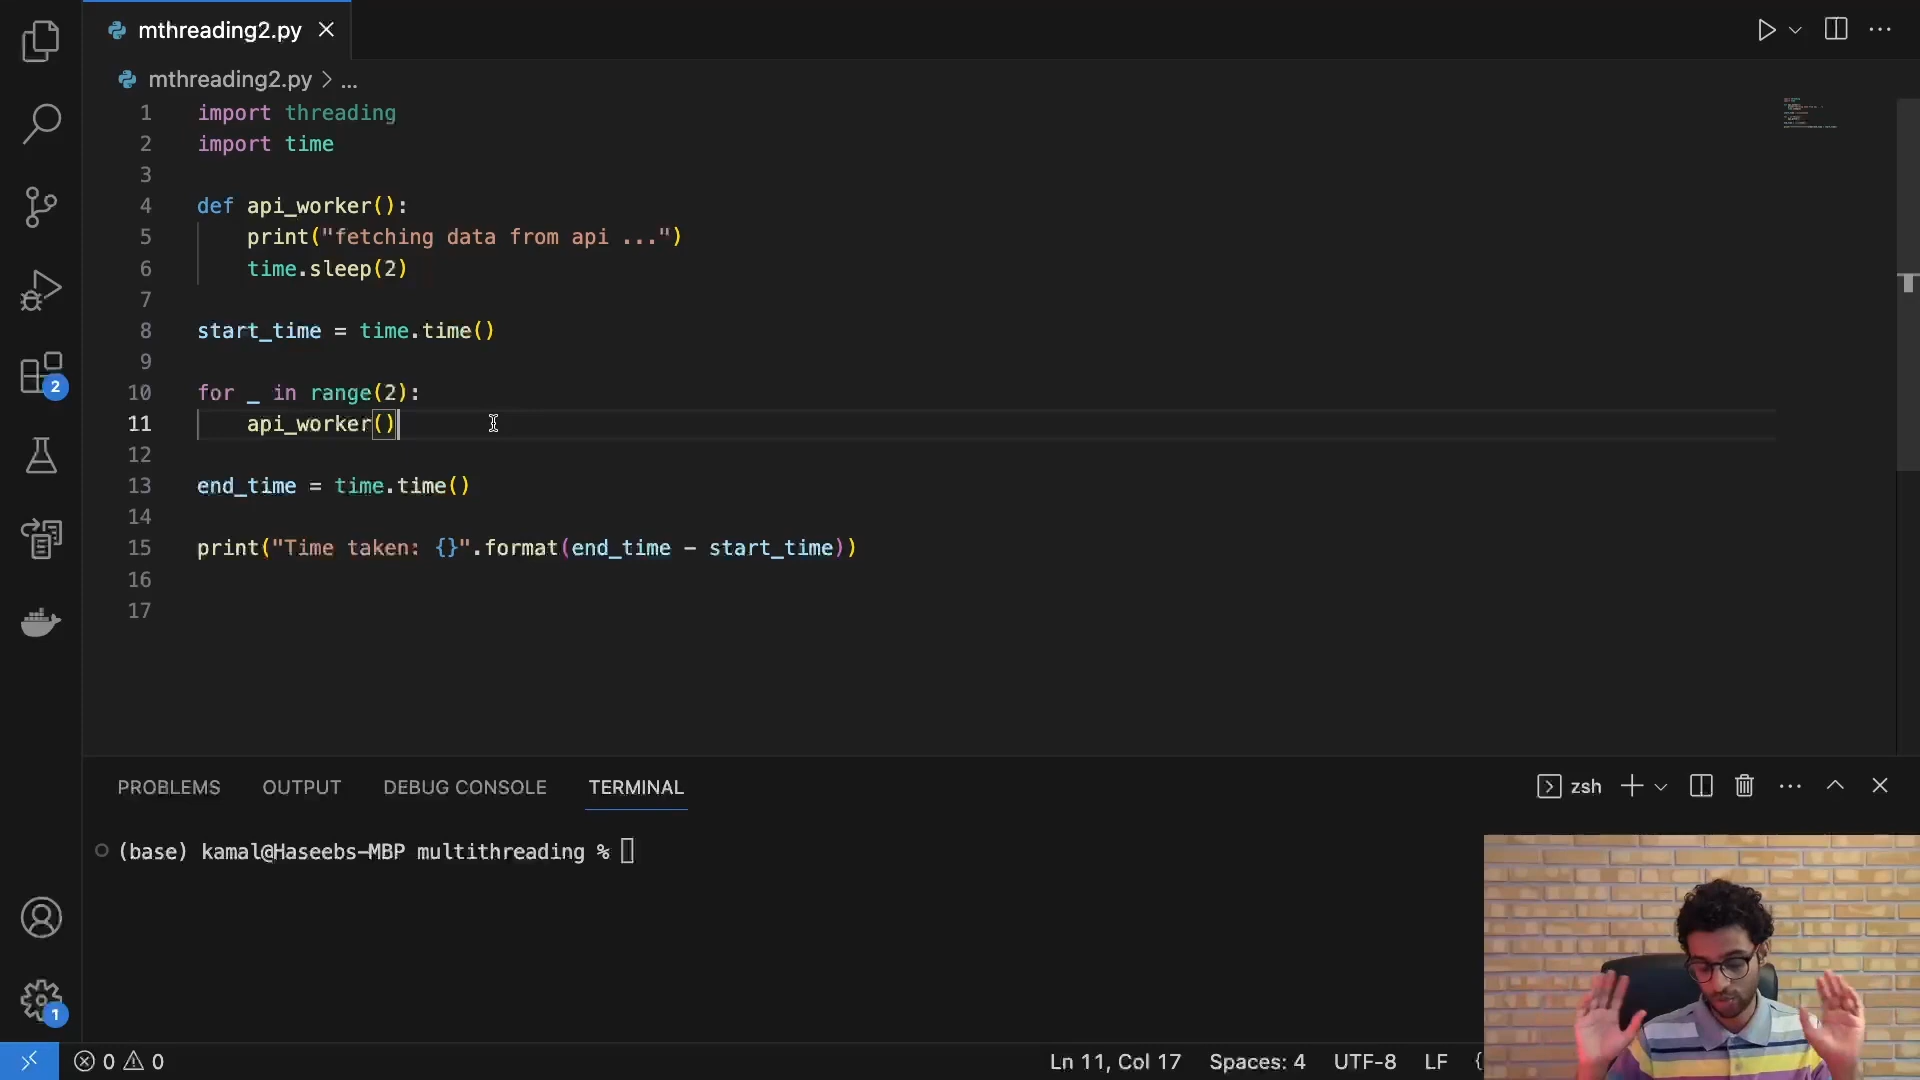 mthreading2.py
mthreading2.py > ...
1 import threading
2 import time
3
4 def api_worker():
5 print("fetching data from api ...")
6 time.sleep(2)
7
8 start_time = time.time()
9
10 for _ in range(2):
11 api_worker()
12
13 end_time = time.time()
14
15 print("Time taken: {}".format(end_time - start_time))
16
17
2
PROBLEMS OUTPUT DEBUG CONSOLE TERMINAL zsh
(base) kamal@Haseebs-MBP multithreading %
1
0 0 Ln 11, Col 17 Spaces: 4 UTF-8 LF {